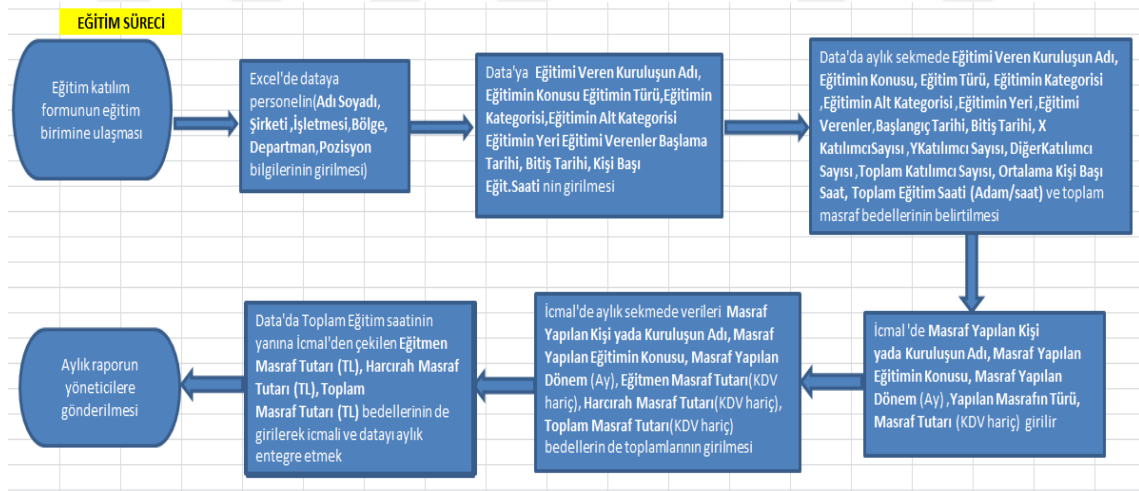 EĞİTİM SÜRECİ
Eğitim katılım
formunun eğitim
birimine ulaşması
Excel'de dataya
personelin(Adı Soyadı,
Şirketi ,İşletmesi,Bölge,
Departman,Pozisyon
bilgilerinin girilmesi)
Data'ya Eğitimi Veren Kuruluşun Adı,
Eğitimin Konusu Eğitimin Türü,Eğitimin
Kategorisi,Eğitimin Alt Kategorisi
Eğitimin Yeri Eğitimi Verenler Başlama
Tarihi, Bitiş Tarihi, Kişi Başı
Eğit.Saati nin girilmesi
Data'da aylık sekmede Eğitimi Veren Kuruluşun Adı,
Eğitimin Konusu, Eğitim Türü, Eğitimin Kategorisi
,Eğitimin Alt Kategorisi ,Eğitimin Yeri ,Eğitimi
Verenler,Başlangıç Tarihi, Bitiş Tarihi, X
KatılımcıSayısı ,YKatılımcı Sayısı, DiğerKatılımcı
Sayısı ,Toplam Katılımcı Sayısı, Ortalama Kişi Başı
Saat, Toplam Eğitim Saati (Adam/saat) ve toplam
masraf bedellerinin belirtilmesi
İcmal 'de Masraf Yapılan Kişi
yada Kuruluşun Adı, Masraf Yapılan
Eğitimin Konusu, Masraf Yapılan
Dönem (Ay) ,Yapılan Masrafın Türü,
Masraf Tutarı (KDV hariç) girilir
İcmal'de aylık sekmede verileri Masraf
Yapılan Kişi yada Kuruluşun Adı, Masraf
Yapılan Eğitimin Konusu, Masraf Yapılan
Dönem (Ay), Eğitmen Masraf Tutarı(KDV
hariç), Harcırah Masraf Tutarı(KDV hariç),
Toplam Masraf Tutarı(KDV hariç)
bedellerin de toplamlarının girilmesi
Data'da Toplam Eğitim saatinin
yanına İcmal'den çekilen Eğitmen
Masraf Tutarı (TL), Harcırah Masraf
Tutarı (TL), Toplam
Masraf Tutarı (TL) bedellerinin de
girilerek icmali ve datayı aylık
entegre etmek
Aylık raporun
yöneticilere
gönderilmesi